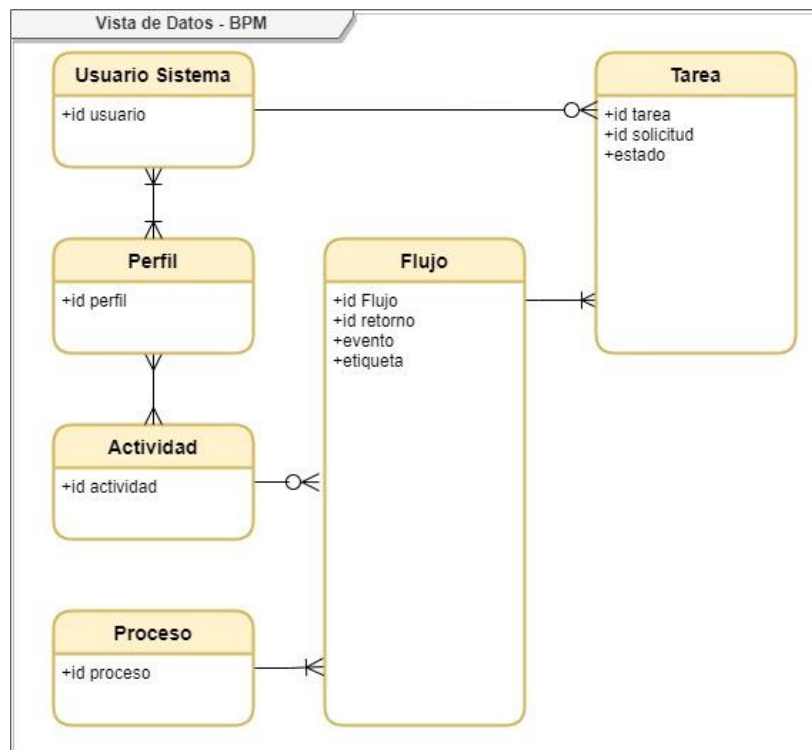 Vista de Datos - BPM
Usuario Sistema
+id usuario
Tarea
+id tarea
+id solicitud
+estado
Perfil
+id perfil
Flujo
+id Flujo
+id retorno
+evento
+etiqueta
Actividad
+id actividad
Proceso
+id proceso